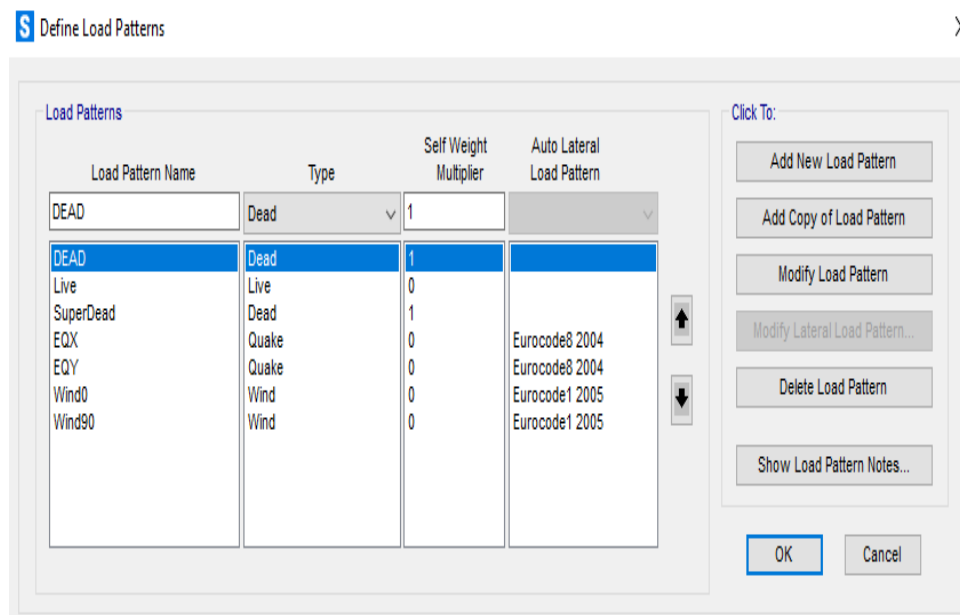 S Define Load Patterns
Load Patterns
Click To:
Load Pattern Name Type Self Weight Multiplier Auto Lateral Load Pattern
DEAD Dead 1
DEAD Dead 1
Live Live 0
SuperDead Dead 1
EQX Quake 0 Eurocode8 2004
EQY Quake 0 Eurocode8 2004
Wind0 Wind 0 Eurocode1 2005
Wind90 Wind 0 Eurocode1 2005
Add New Load Pattern
Add Copy of Load Pattern
Modify Load Pattern
Modify Lateral Load Pattern...
Delete Load Pattern
Show Load Pattern Notes...
OK Cancel